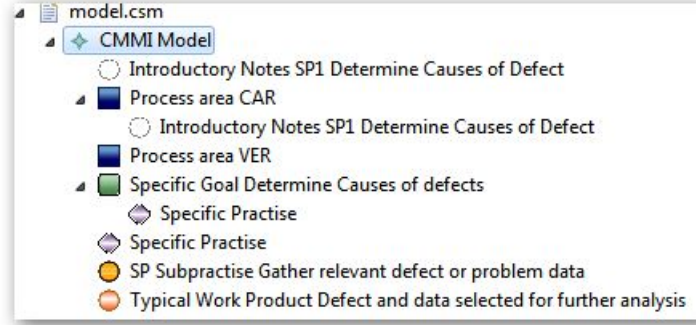 model.csm
CMMI Model
Introductory Notes SP1 Determine Causes of Defect
Process area CAR
Introductory Notes SP1 Determine Causes of Defect
Process area VER
Specific Goal Determine Causes of defects
Specific Practise
Specific Practise
SP Subpractise Gather relevant defect or problem data
Typical Work Product Defect and data selected for further analysis